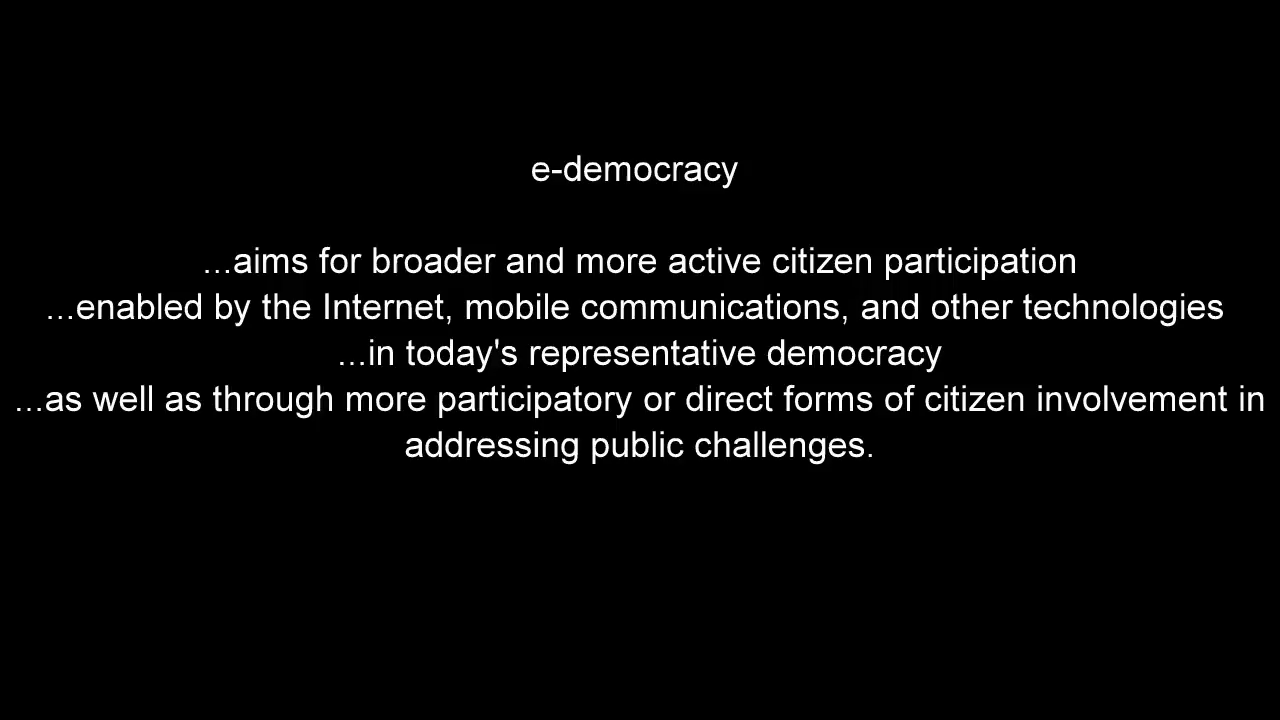 e-democracy
...aims for broader and more active citizen participation
...enabled by the Internet, mobile communications, and other technologies
...in today's representative democracy
...as well as through more participatory or direct forms of citizen involvement in
addressing public challenges.